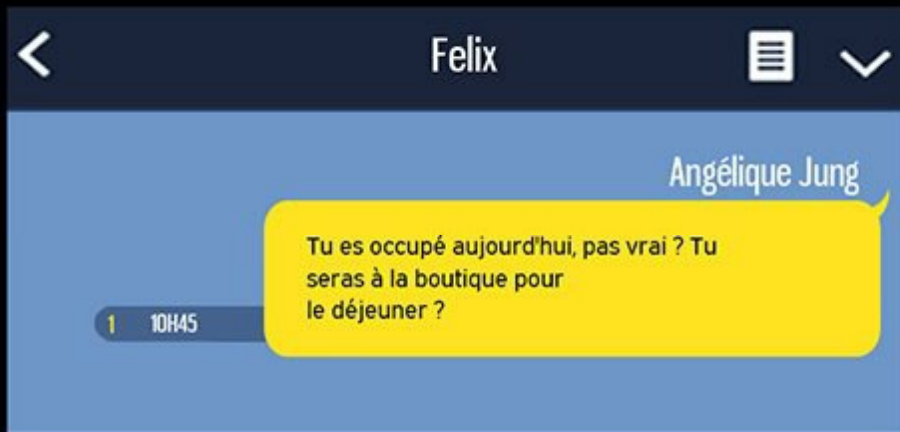 Felix
Angélique Jung
Tu es occupé aujourd'hui, pas vrai ? Tu
seras à la boutique pour
le déjeuner ?
1 10H45